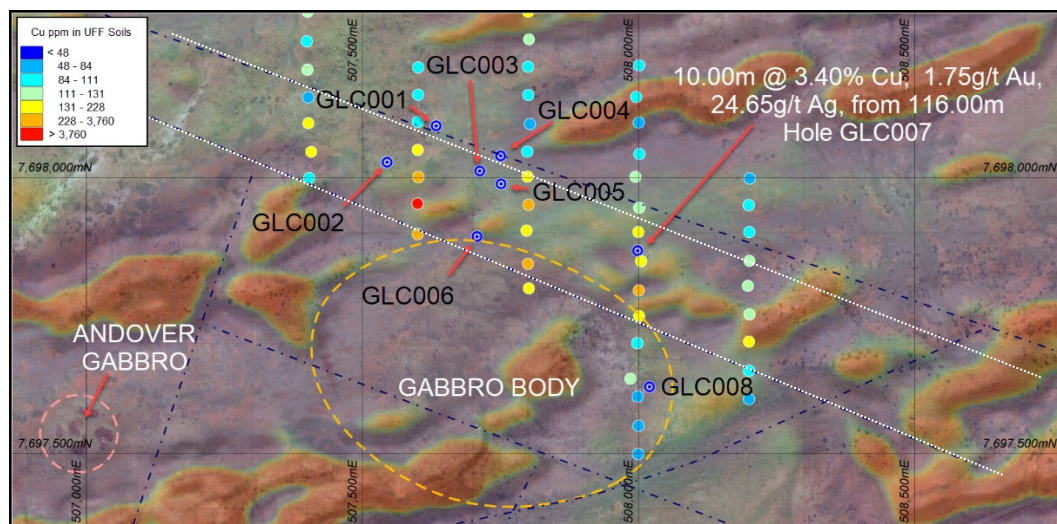 Cu ppm in UFF Soils
< 48
48 - 84
84 - 111
111 - 131
131 - 228
228 - 3,760
> 3,760
507,500mE
508,000mE
508,500mE
GLC003
GLC001
GLC004
10.00m @ 3.40% Cu, 1.75g/t Au,
24.65g/t Ag, from 116.00m
Hole GLC007
7,698,000mN
7,698,000mN
GLC005
GLC002
GLC006
ANDOVER
GABBRO
GABBRO BODY
GLC008
7,697,500mN
7,697,500mN
507,000mE
507,500mE
508,000mE
508,500mE